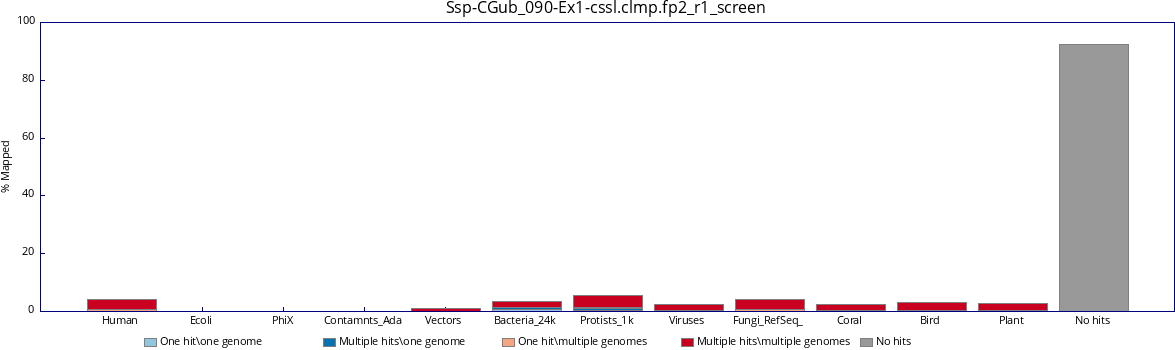 Ssp-CGub_090-Ex1-cssl.clmp.fp2_r1_screen
100
80
60
40
20
0
% Mapped
Human Ecoli PhiX Contamnts_Ada Vectors Bacteria_24k Protists_1k Viruses Fungi_RefSeq_ Coral Bird Plant No hits
One hit\one genome Multiple hits\one genome One hit\multiple genomes Multiple hits\multiple genomes No hits